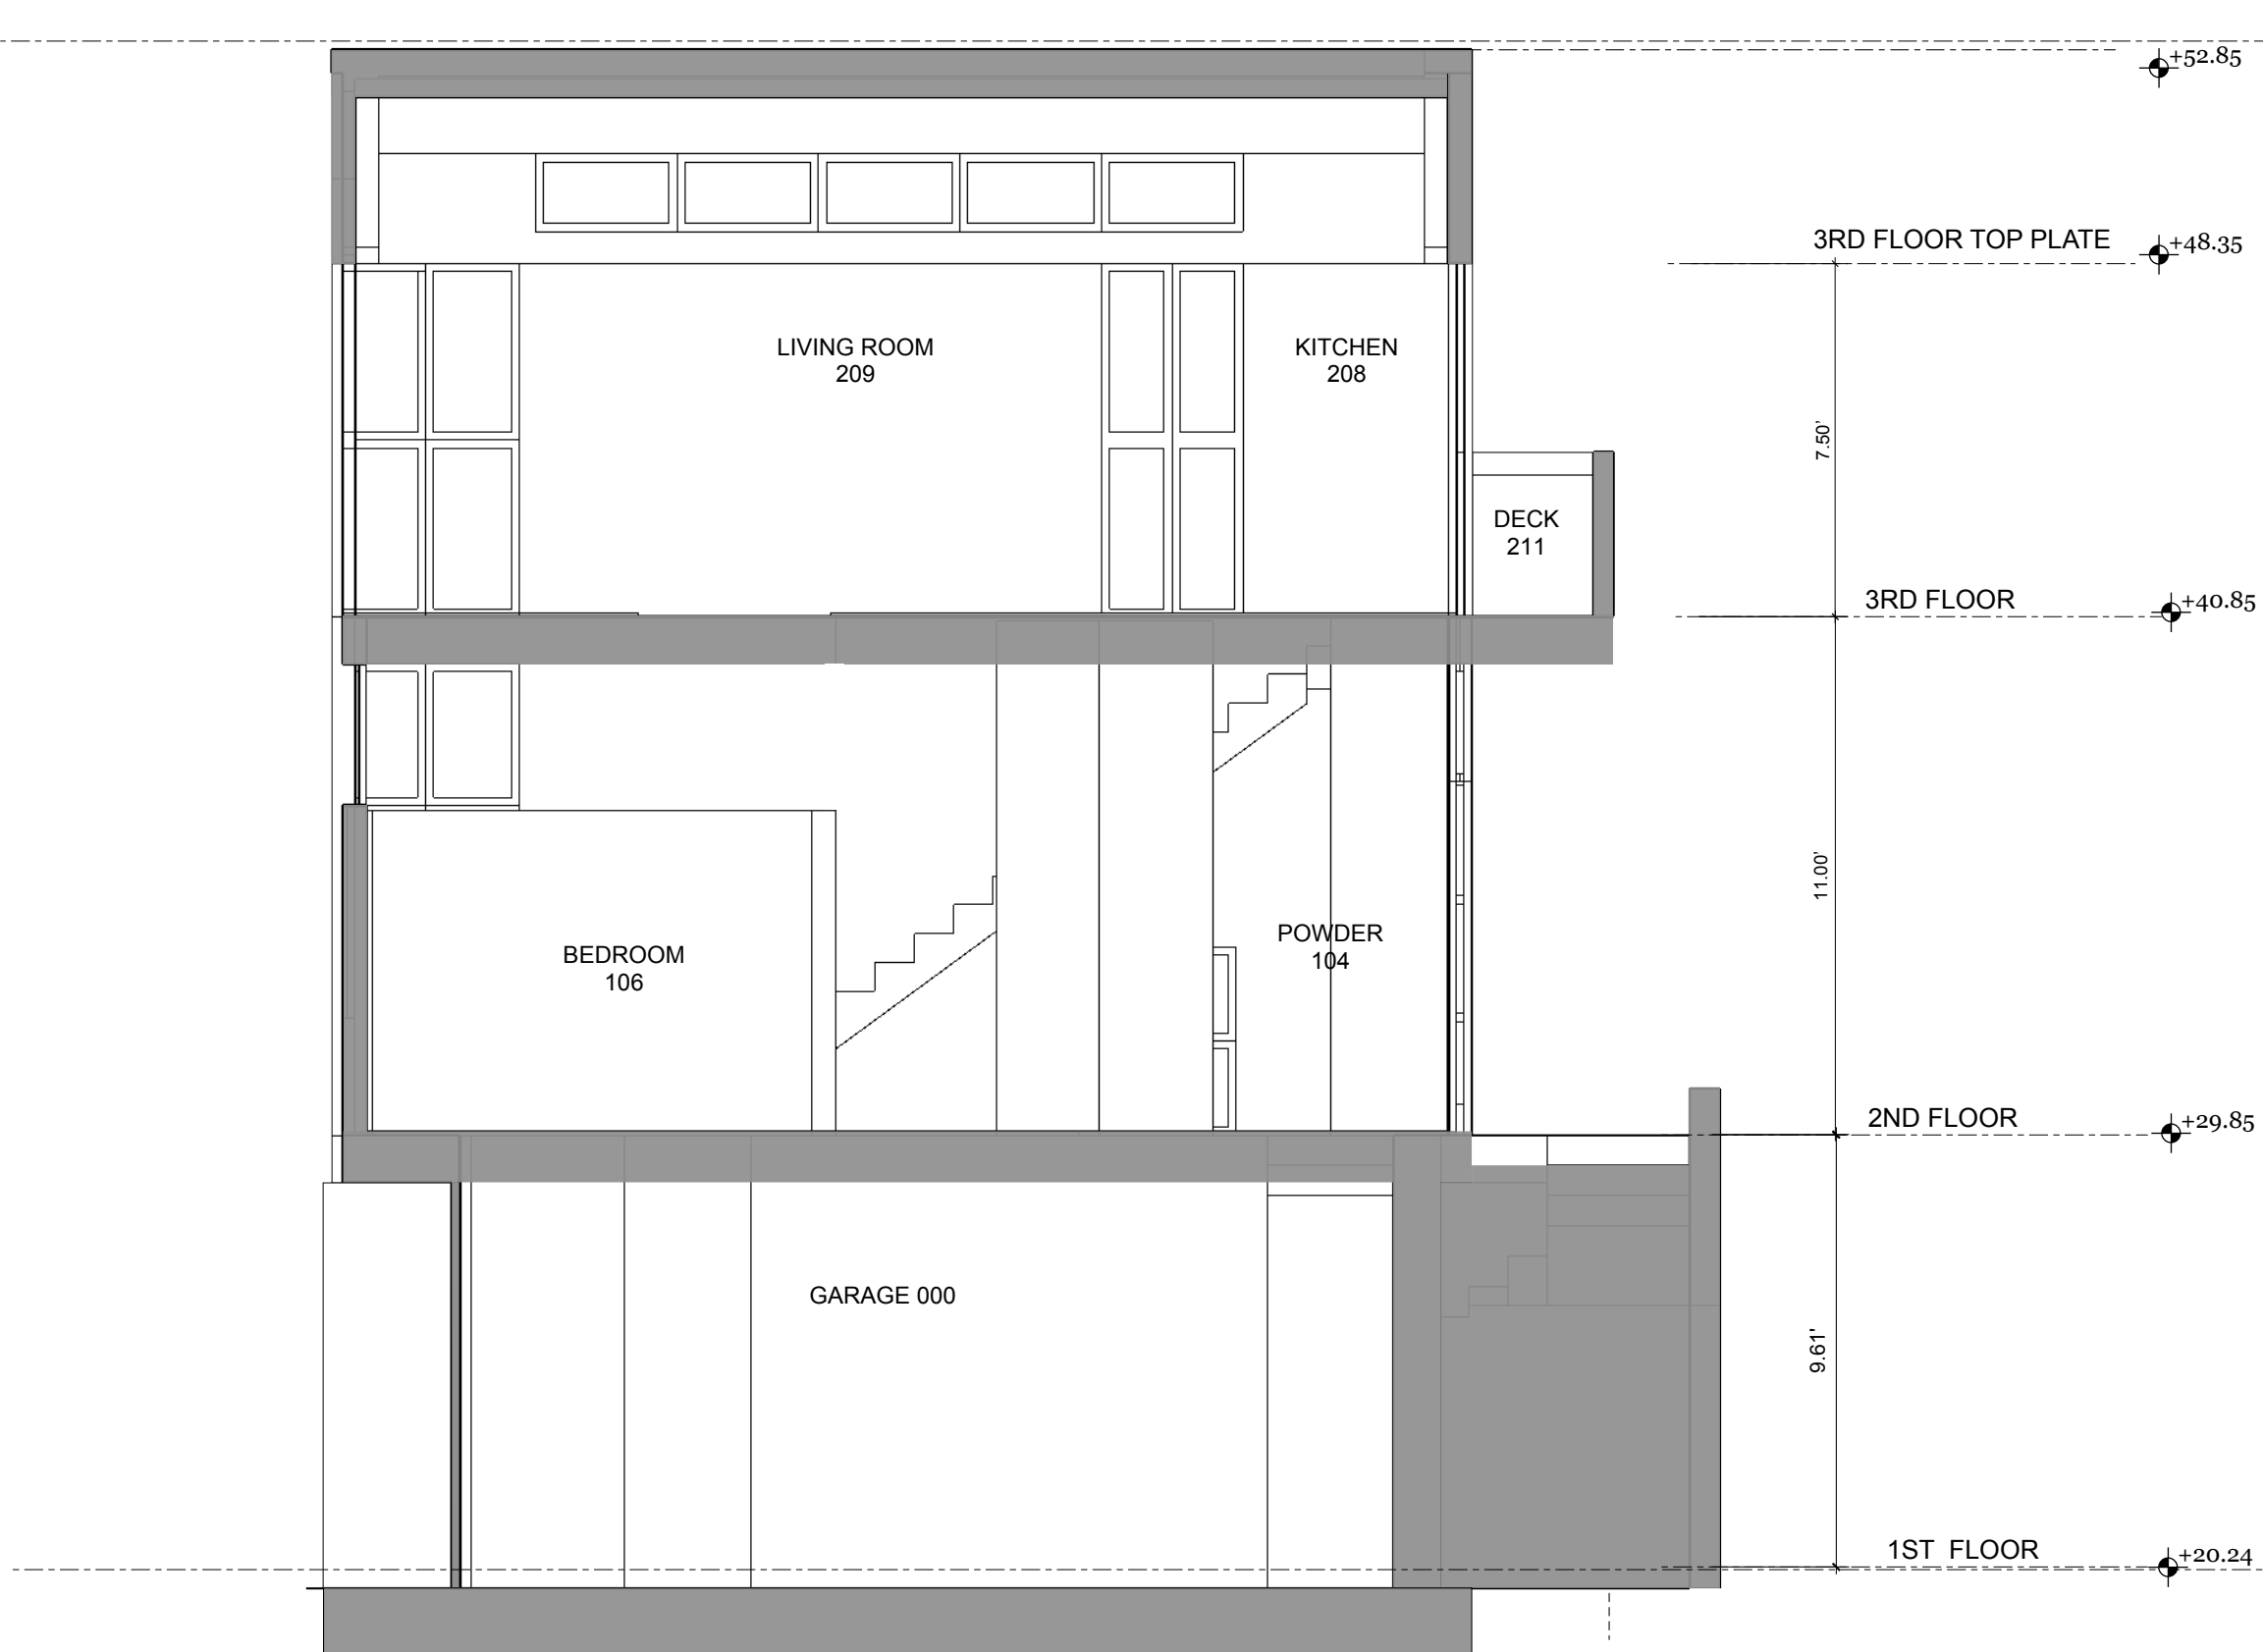 +52.85
3RD FLOOR TOP PLATE
+48.35
LIVING ROOM
209
KITCHEN
208
7.50'
DECK
211
3RD FLOOR
+40.85
11.00'
BEDROOM
106
POWDER
104
2ND FLOOR
+29.85
GARAGE 000
9.61'
1ST FLOOR
+20.24